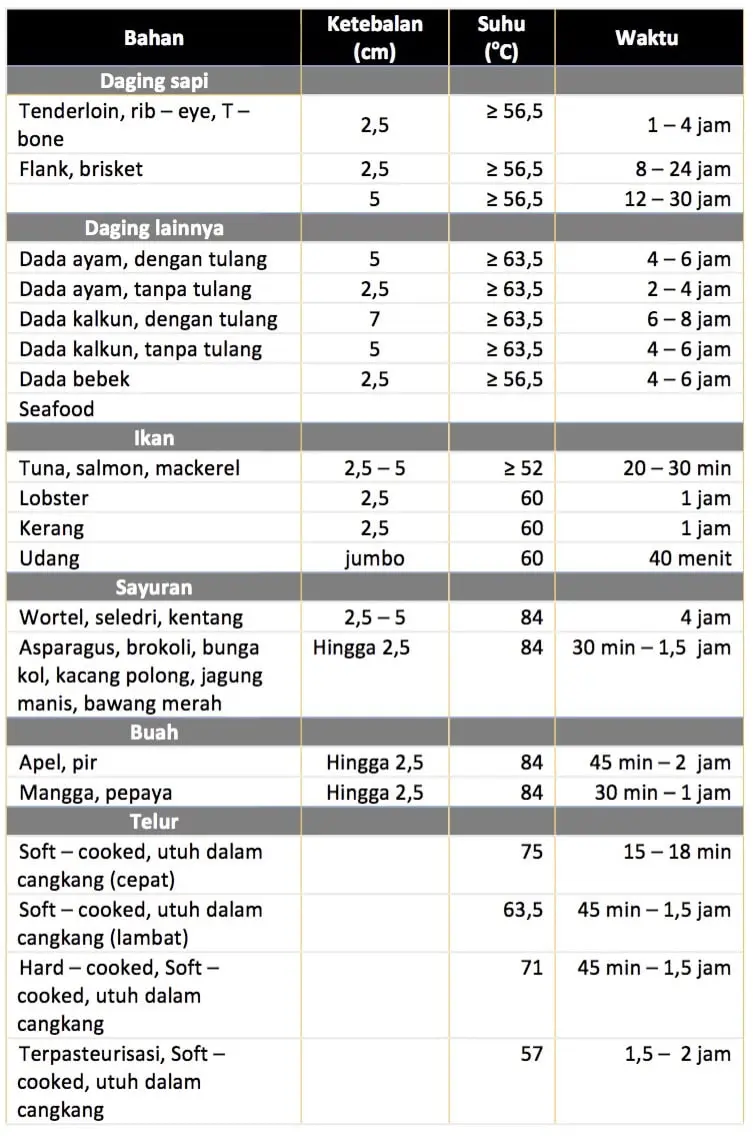 Bahan Ketebalan (cm) Suhu (°C) Waktu
Daging sapi
Tenderloin, rib – eye, T – bone 2,5 ≥ 56,5 1 – 4 jam
Flank, brisket 2,5 ≥ 56,5 8 – 24 jam
5 ≥ 56,5 12 – 30 jam
Daging lainnya
Dada ayam, dengan tulang 5 ≥ 63,5 4 – 6 jam
Dada ayam, tanpa tulang 2,5 ≥ 63,5 2 – 4 jam
Dada kalkun, dengan tulang 7 ≥ 63,5 6 – 8 jam
Dada kalkun, tanpa tulang 5 ≥ 63,5 4 – 6 jam
Dada bebek 2,5 ≥ 56,5 4 – 6 jam
Seafood
Ikan
Tuna, salmon, mackerel 2,5 – 5 ≥ 52 20 – 30 min
Lobster 2,5 60 1 jam
Kerang 2,5 60 1 jam
Udang jumbo 60 40 menit
Sayuran
Wortel, seledri, kentang 2,5 – 5 84 4 jam
Asparagus, brokoli, bunga kol, kacang polong, jagung manis, bawang merah Hingga 2,5 84 30 min – 1,5 jam
Buah
Apel, pir Hingga 2,5 84 45 min – 2 jam
Mangga, pepaya Hingga 2,5 84 30 min – 1 jam
Telur
Soft – cooked, utuh dalam cangkang (cepat) 75 15 – 18 min
Soft – cooked, utuh dalam cangkang (lambat) 63,5 45 min – 1,5 jam
Hard – cooked, Soft – cooked, utuh dalam cangkang 71 45 min – 1,5 jam
Terpasteurisasi, Soft – cooked, utuh dalam cangkang 57 1,5 – 2 jam